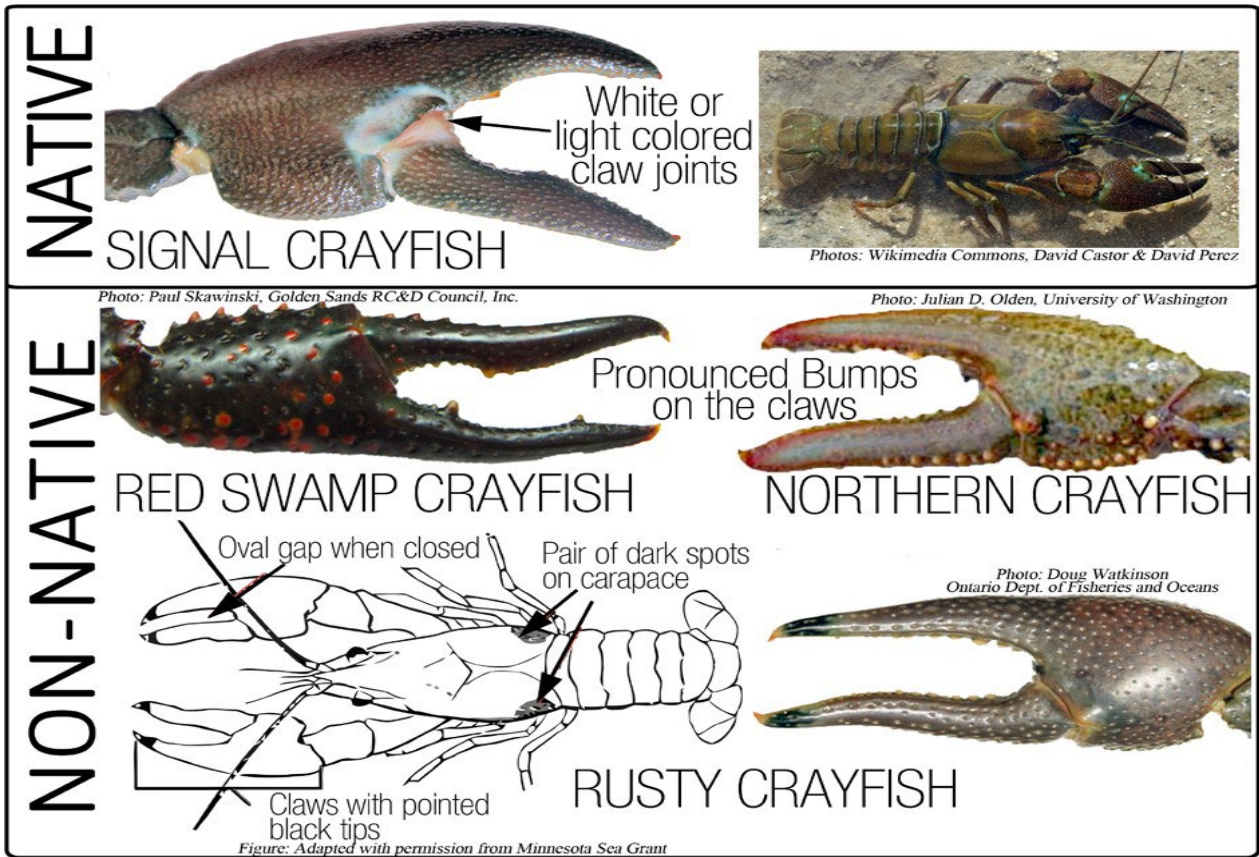 NATIVE
White or
light colored
claw joints
SIGNAL CRAYFISH
Photos: Wikimedia Commons, David Castor & David Perez
NON-NATIVE
Photo: Paul Skawinski, Golden Sands RC&D Council, Inc.
Photo: Julian D. Olden, University of Washington
Pronounced Bumps
on the claws
RED SWAMP CRAYFISH
NORTHERN CRAYFISH
Oval gap when closed
Pair of dark spots
on carapace
Photo: Doug Watkinson
Ontario Dept. of Fisheries and Oceans
RUSTY CRAYFISH
Claws with pointed
black tips
Figure: Adapted with permission from Minnesota Sea Grant